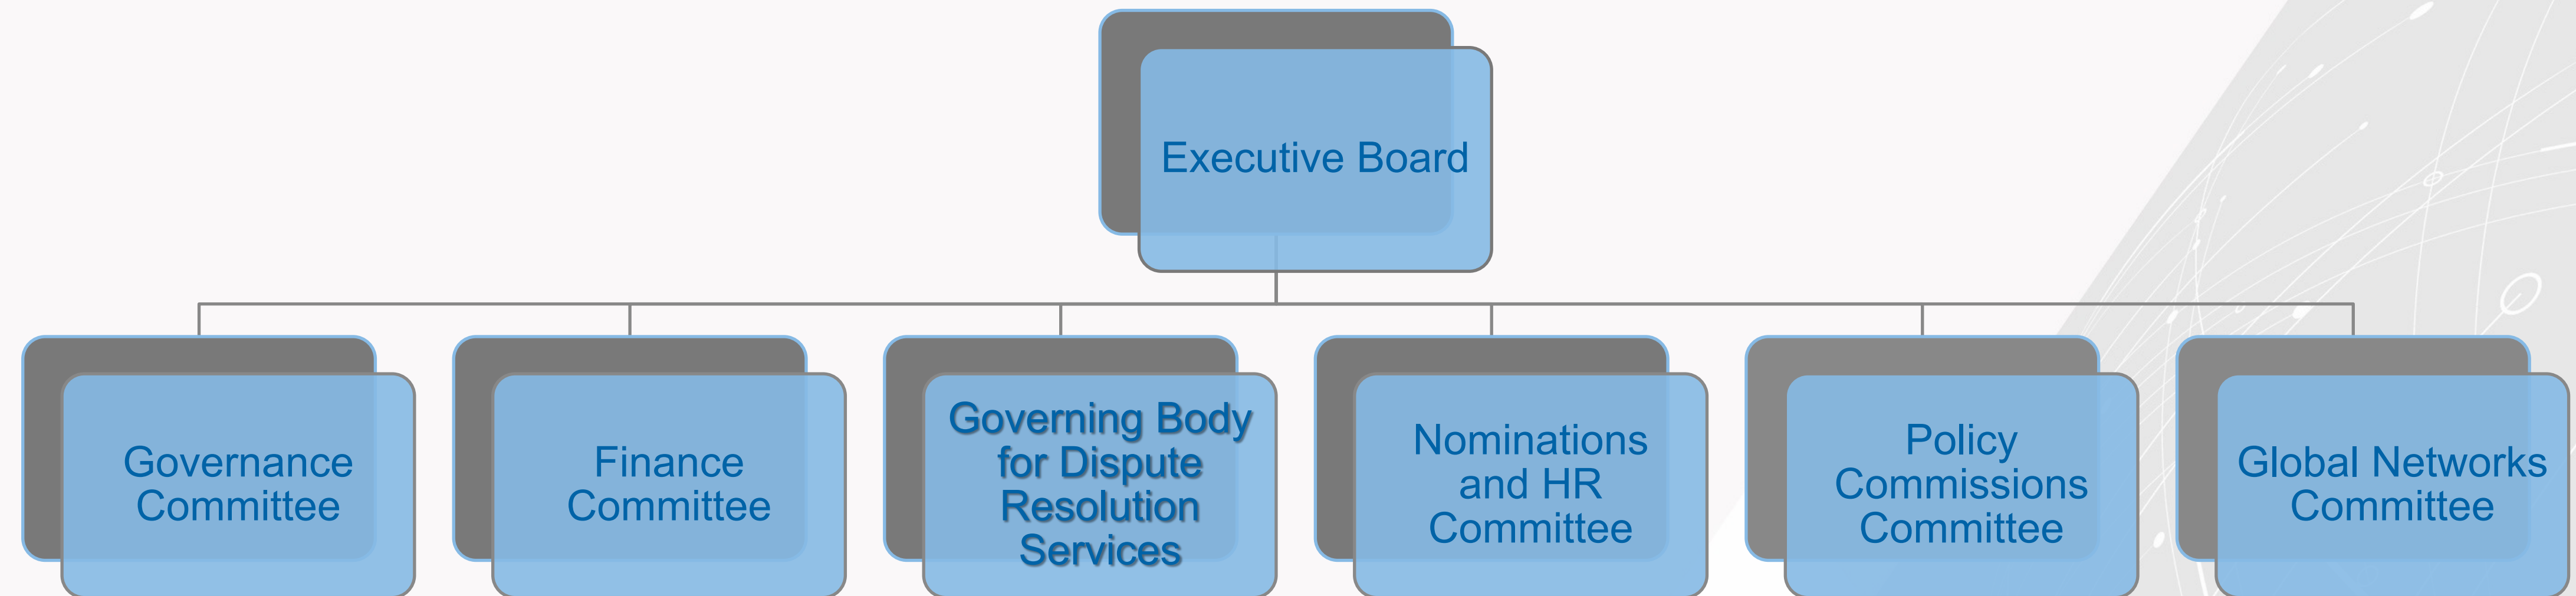 Executive Board
Governance
Committee
Finance
Committee
Governing Body
for Dispute
Resolution
Services
Nominations
and HR
Committee
Policy
Commissions
Committee
Global Networks
Committee